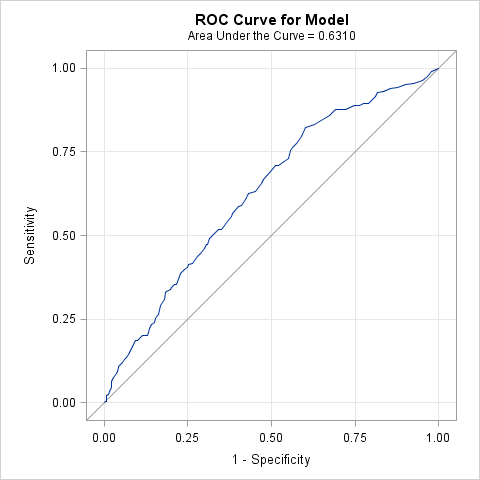 ROC Curve for Model
Area Under the Curve = 0.6310
1.00
0.75
0.50
0.25
0.00
Sensitivity
0.00 0.25 0.50 0.75 1.00
1 - Specificity